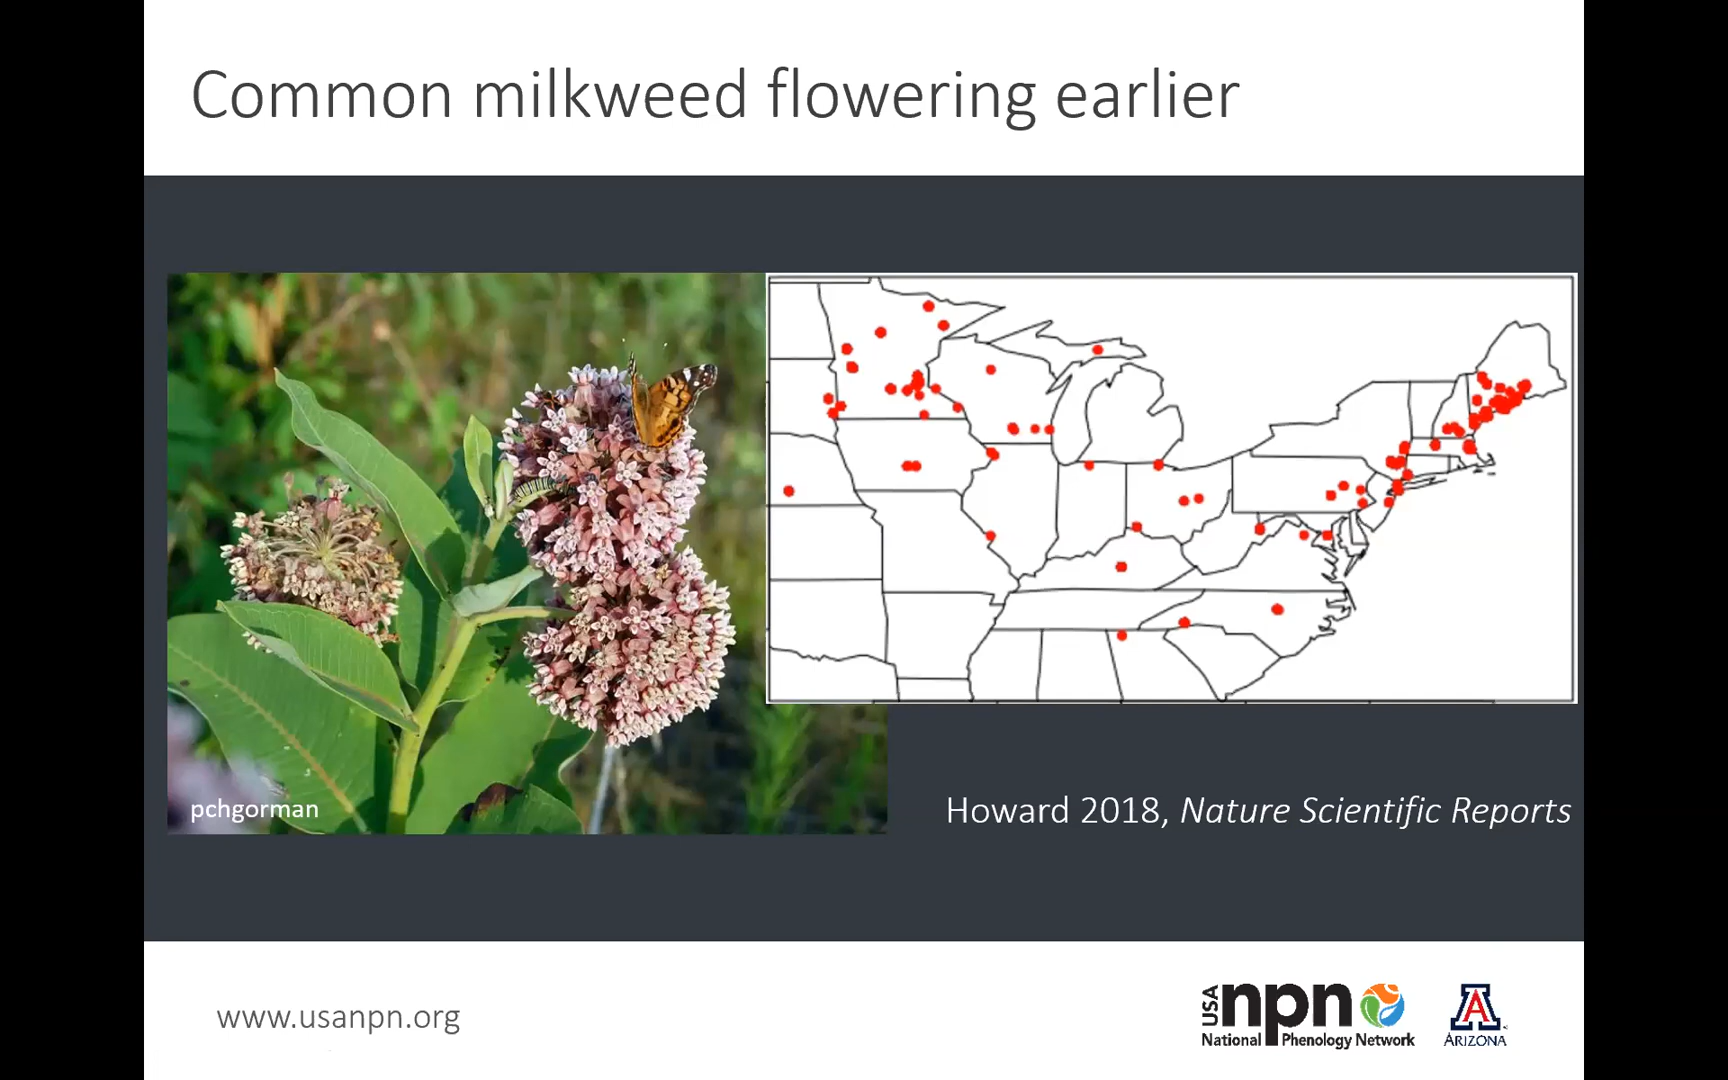 Common milkweed flowering earlier
pchgorman
Howard 2018, Nature Scientific Reports
www.usanpn.org
USA npn
National Phenology Network
A
ARIZONA